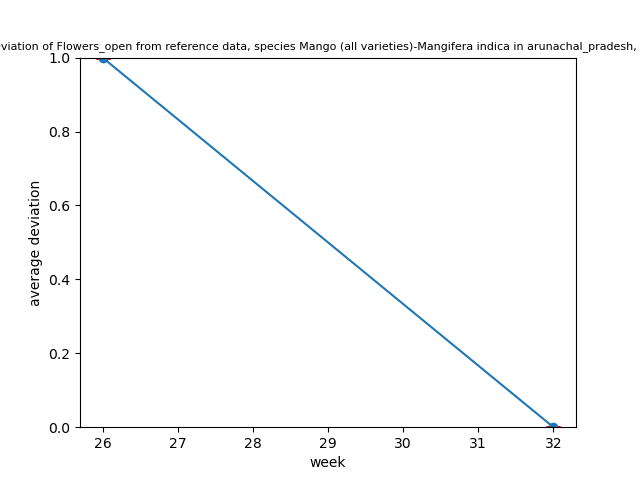 of Flowers_open from reference data, species Mango (all varieties)-Mangifera indica in arunachal_pradesh,
1.0
0.8
0.6
0.4
0.2
0.0
average deviation
26 27 28 29 30 31 32
week